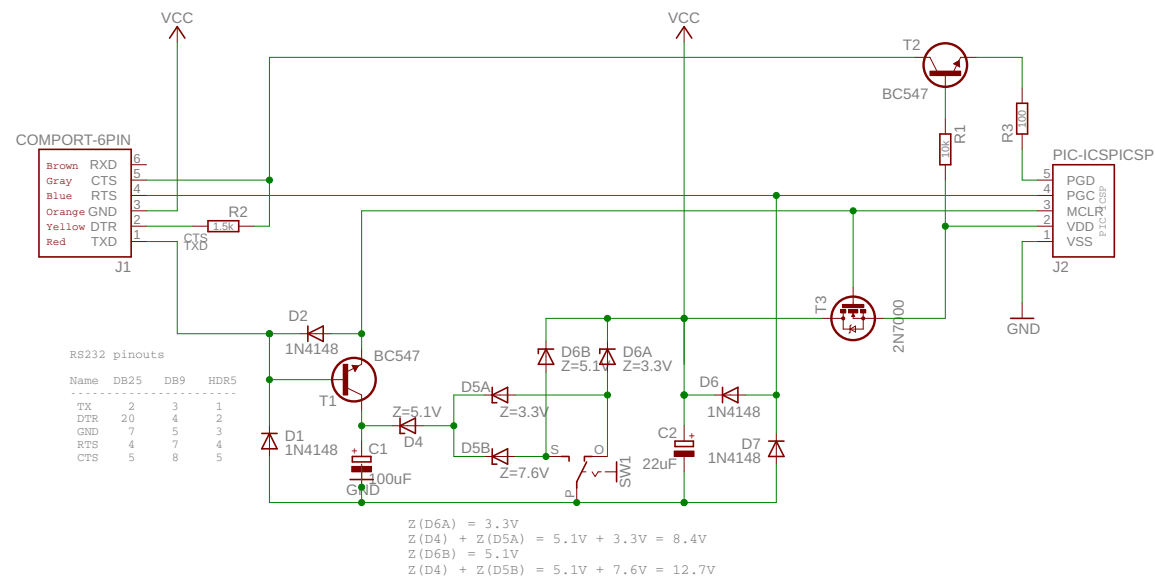 VCC
VCC
T2
BC547
COMPORT-6PIN
Brown RXD 6
Gray CTS 5
Blue RTS 4
Orange GND 3
Yellow DTR 2
Red TXD 1
J1
R2
1.5k
CTS
TXD
R1
10k
R3
100
PIC-ICSPICSP
5 PGD
4 PGC
3 MCLR
2 VDD
1 VSS
PIC ICSP
J2
GND
T3
2N7000
D2
1N4148
BC547
T1
D6B
Z=5.1V
D6A
Z=3.3V
RS232 pinouts
Name DB25 DB9 HDR5
-----------------------
TX 2 3 1
DTR 20 4 2
GND 7 5 3
RTS 4 7 4
CTS 5 8 5
D1
1N4148
Z=5.1V
D4
D5A
Z=3.3V
D5B
Z=7.6V
C1
100uF
GND
S
O
P
SW1
D6
1N4148
C2
22uF
D7
1N4148
Z(D6A) = 3.3V
Z(D4) + Z(D5A) = 5.1V + 3.3V = 8.4V
Z(D6B) = 5.1V
Z(D4) + Z(D5B) = 5.1V + 7.6V = 12.7V